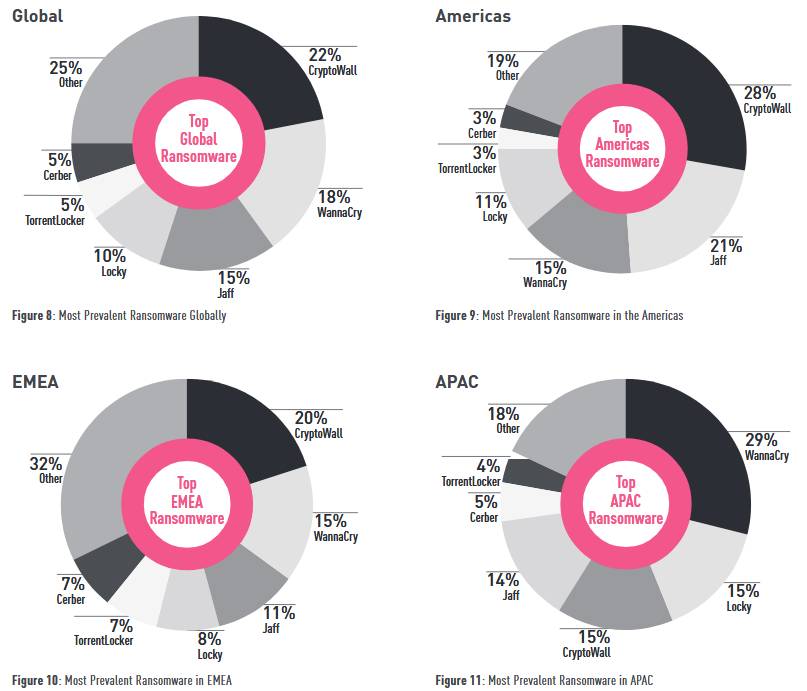 Global
22%
CryptoWall
18%
WannaCry
15%
Jaff
10%
Locky
5%
TorrentLocker
5%
Cerber
25%
Other
Top
Global
Ransomware
Figure 8: Most Prevalent Ransomware Globally
Americas
28%
CryptoWall
21%
Jaff
15%
WannaCry
11%
Locky
3%
TorrentLocker
3%
Cerber
19%
Other
Top
Americas
Ransomware
Figure 9: Most Prevalent Ransomware in the Americas
EMEA
20%
CryptoWall
15%
WannaCry
11%
Jaff
8%
Locky
7%
TorrentLocker
7%
Cerber
32%
Other
Top
EMEA
Ransomware
Figure 10: Most Prevalent Ransomware in EMEA
APAC
29%
WannaCry
15%
Locky
15%
CryptoWall
14%
Jaff
5%
Cerber
4%
TorrentLocker
18%
Other
Top
APAC
Ransomware
Figure 11: Most Prevalent Ransomware in APAC